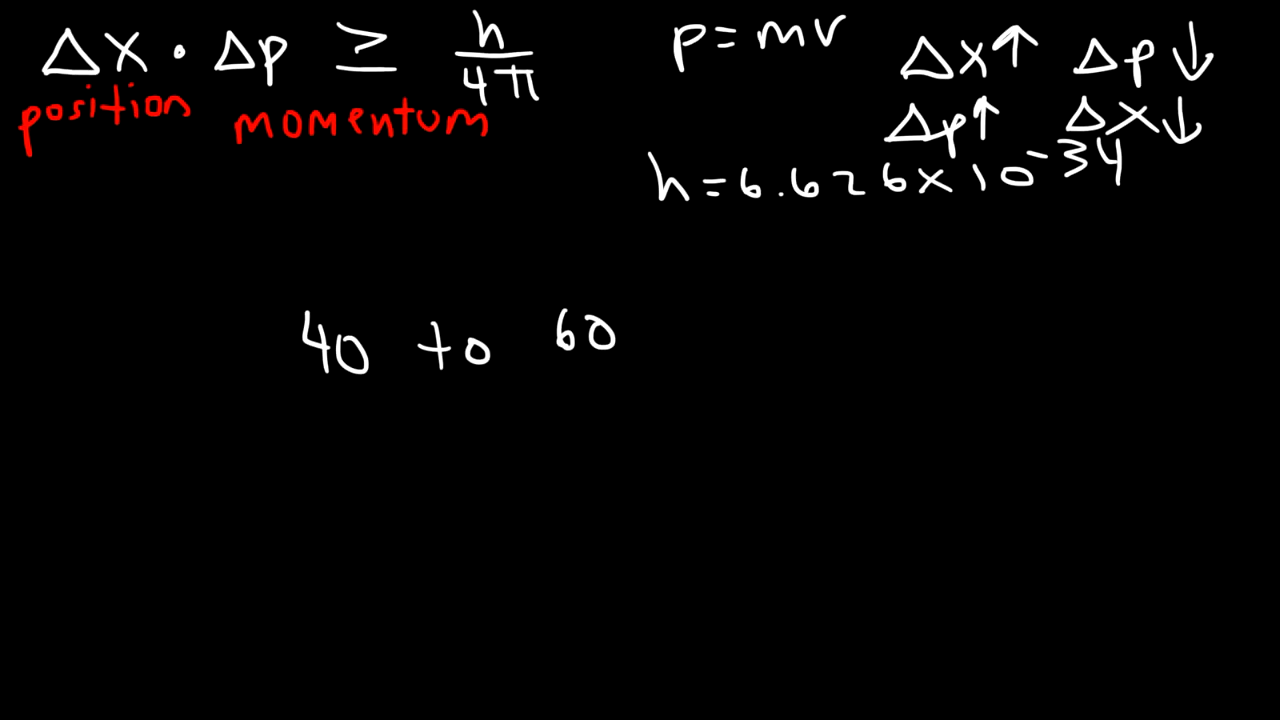 Δx · Δp ≥ h/4π
position momentum
p = mv
Δx↑ Δp↓
Δp↑ Δx↓
h = 6.626 x 10^-34
40 to 60